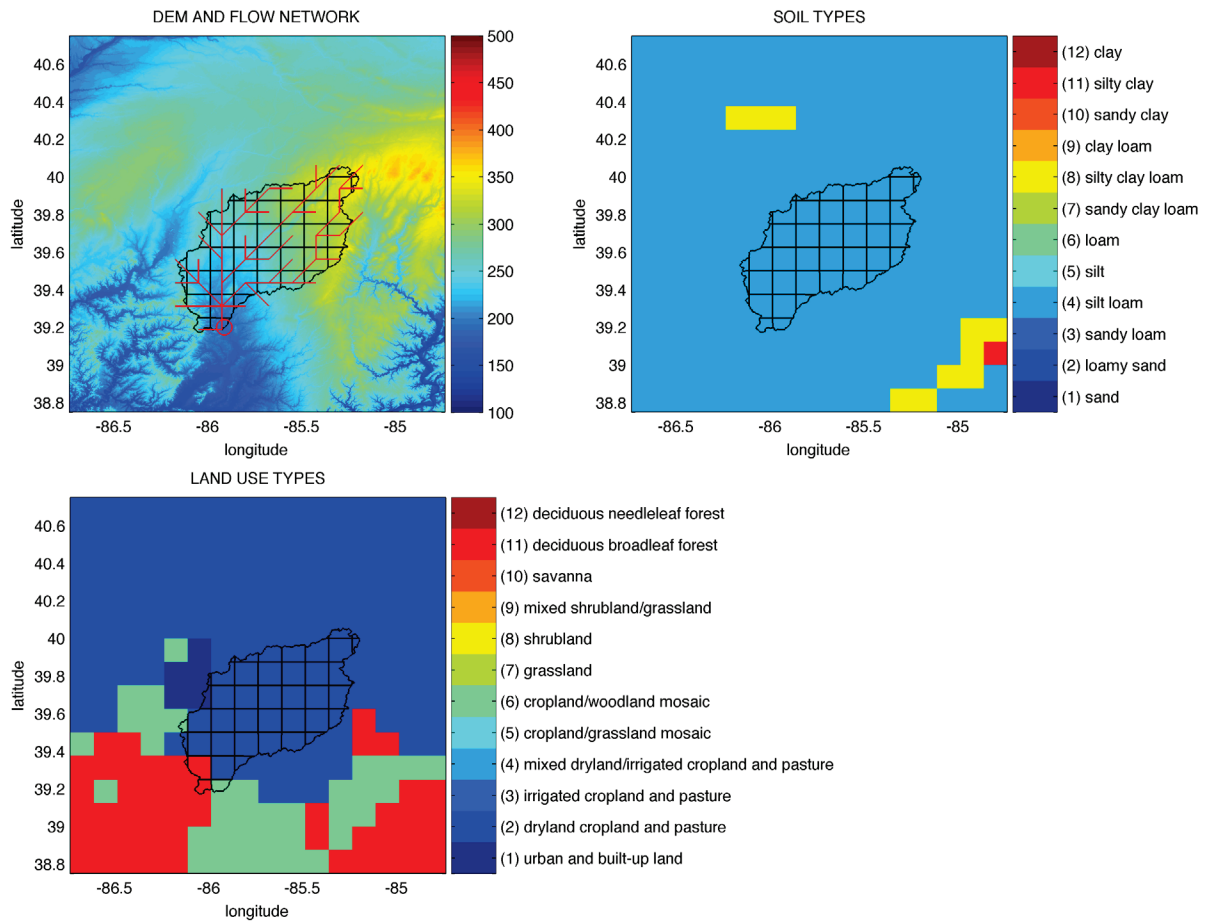 DEM AND FLOW NETWORK
40.6
40.4
40.2
40
39.8
39.6
39.4
39.2
39
38.8
latitude
-86.5
-86
-85.5
-85
longitude
500
450
400
350
300
250
200
150
100
SOIL TYPES
40.6
40.4
40.2
40
39.8
39.6
39.4
39.2
39
38.8
latitude
-86.5
-86
-85.5
-85
longitude
(12) clay
(11) silty clay
(10) sandy clay
(9) clay loam
(8) silty clay loam
(7) sandy clay loam
(6) loam
(5) silt
(4) silt loam
(3) sandy loam
(2) loamy sand
(1) sand
LAND USE TYPES
40.6
40.4
40.2
40
39.8
39.6
39.4
39.2
39
38.8
latitude
-86.5
-86
-85.5
-85
longitude
(12) deciduous needleleaf forest
(11) deciduous broadleaf forest
(10) savanna
(9) mixed shrubland/grassland
(8) shrubland
(7) grassland
(6) cropland/woodland mosaic
(5) cropland/grassland mosaic
(4) mixed dryland/irrigated cropland and pasture
(3) irrigated cropland and pasture
(2) dryland cropland and pasture
(1) urban and built-up land